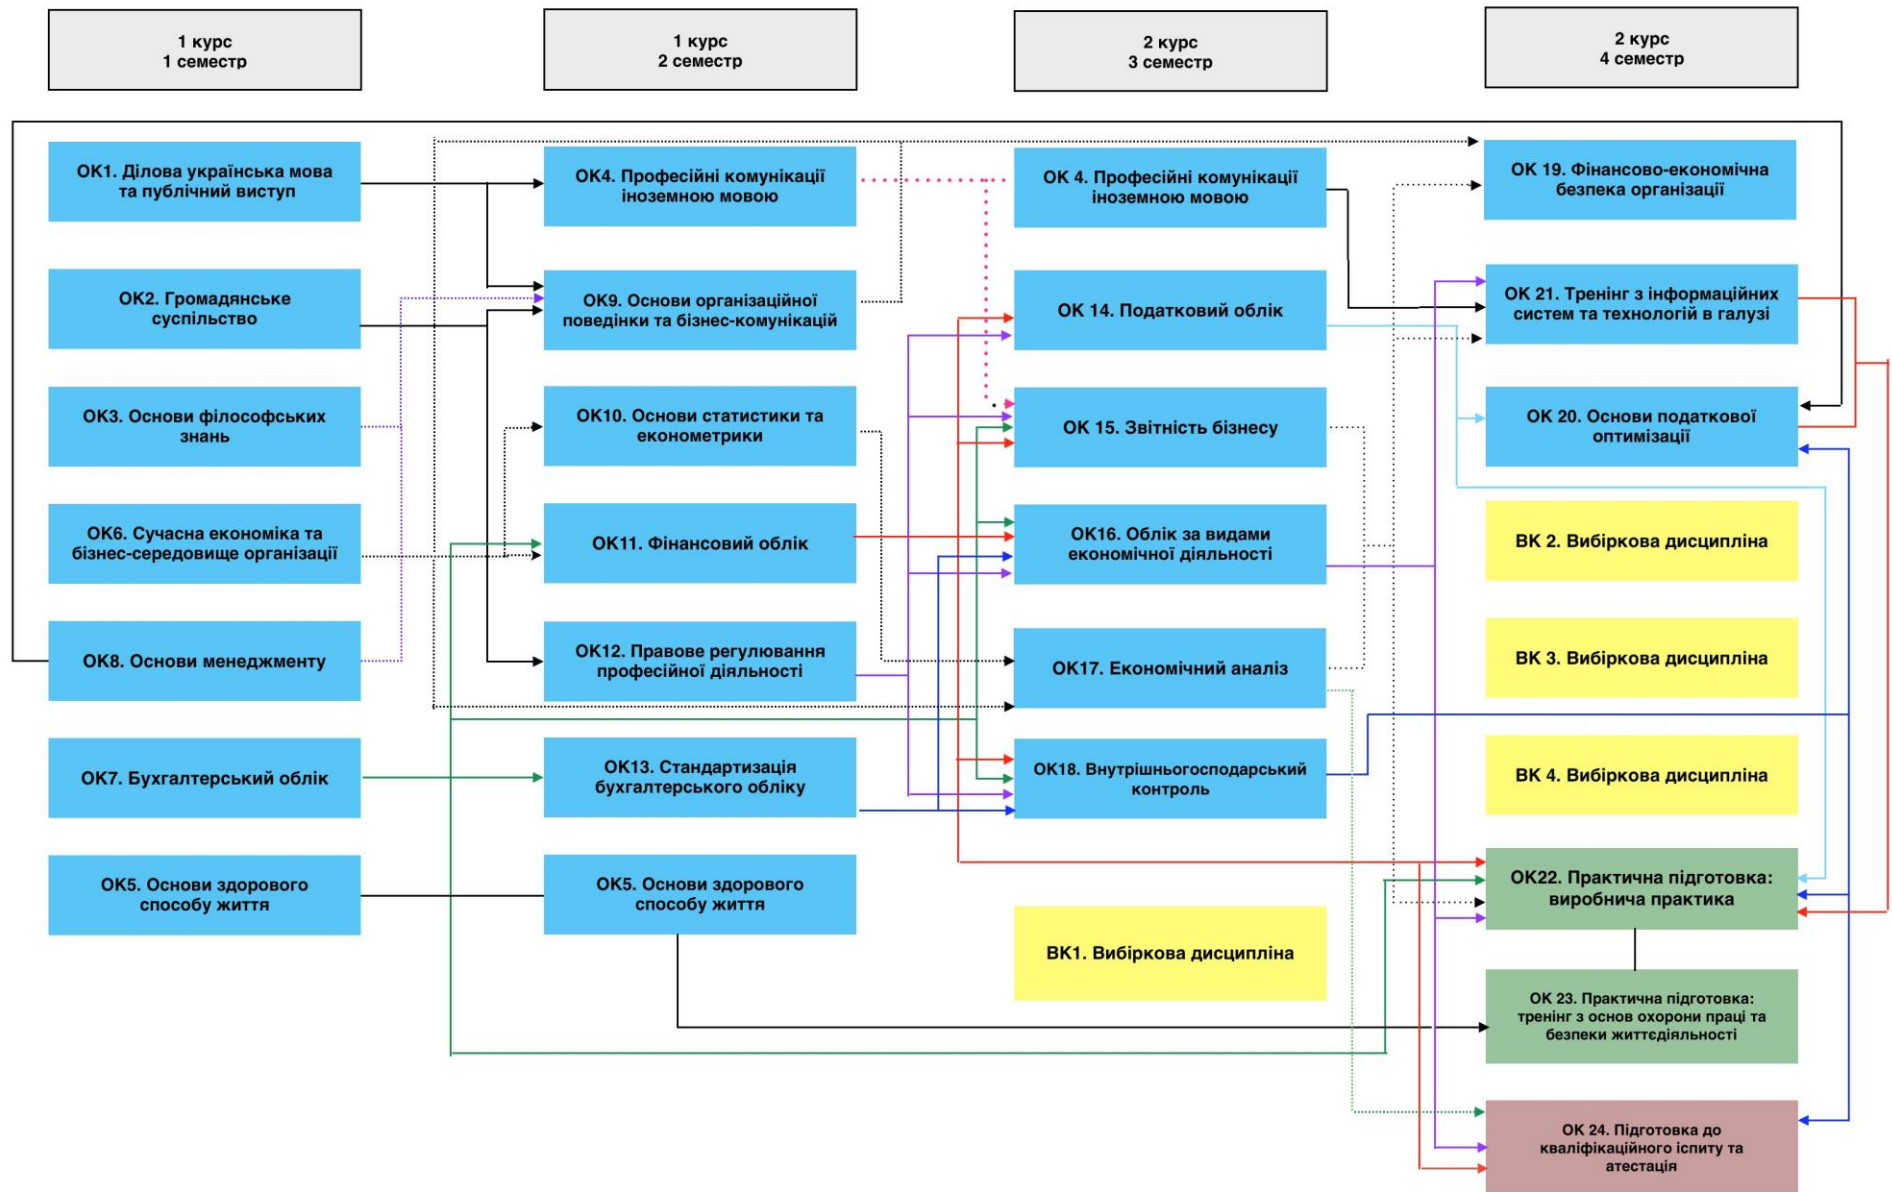 1 курс
1 семестр
1 курс
2 семестр
2 курс
3 семестр
2 курс
4 семестр
ОК1. Ділова українська мова
та публічний виступ
ОК4. Професійні комунікації
іноземною мовою
ОК 4. Професійні комунікації
іноземною мовою
ОК 19. Фінансово-економічна
безпека організації
ОК2. Громадянське
суспільство
ОК9. Основи організаційної
поведінки та бізнес-комунікацій
ОК 14. Податковий облік
ОК 21. Тренінг з інформаційних
систем та технологій в галузі
ОК3. Основи філософських
знань
ОК10. Основи статистики та
економетрики
ОК 15. Звітність бізнесу
ОК 20. Основи податкової
оптимізації
ОК6. Сучасна економіка та
бізнес-середовище організації
ОК11. Фінансовий облік
ОК16. Облік за видами
економічної діяльності
ВК 2. Вибіркова дисципліна
ОК8. Основи менеджменту
ОК12. Правове регулювання
професійної діяльності
ОК17. Економічний аналіз
ВК 3. Вибіркова дисципліна
ОК7. Бухгалтерський облік
ОК13. Стандартизація
бухгалтерського обліку
ОК18. Внутрішньогосподарський
контроль
ВК 4. Вибіркова дисципліна
ОК5. Основи здорового
способу життя
ОК5. Основи здорового
способу життя
ВК1. Вибіркова дисципліна
ОК22. Практична підготовка:
виробнича практика
ОК 23. Практична підготовка:
тренінг з основ охорони праці та
безпеки життєдіяльності
ОК 24. Підготовка до
кваліфікаційного іспиту та
атестація